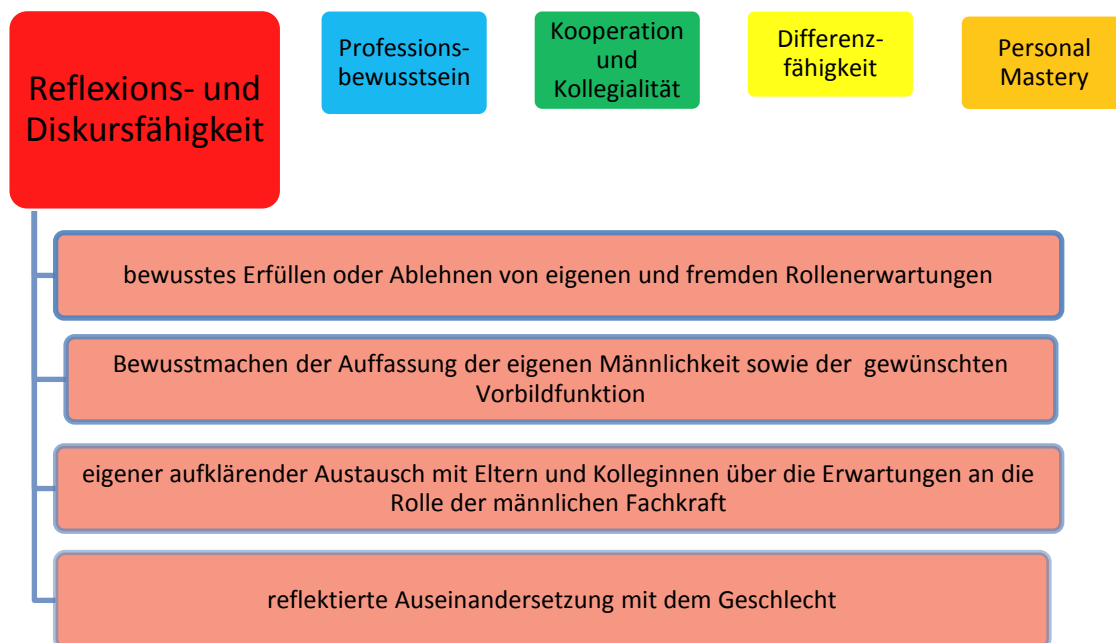 Reflexions- und
Diskursfähigkeit
Professions-
bewusstsein
Kooperation
und
Kollegialität
Differenz-
fähigkeit
Personal
Mastery
bewusstes Erfüllen oder Ablehnen von eigenen und fremden Rollenerwartungen
Bewusstmachen der Auffassung der eigenen Männlichkeit sowie der gewünschten
Vorbildfunktion
eigener aufklärender Austausch mit Eltern und Kolleginnen über die Erwartungen an die
Rolle der männlichen Fachkraft
reflektierte Auseinandersetzung mit dem Geschlecht